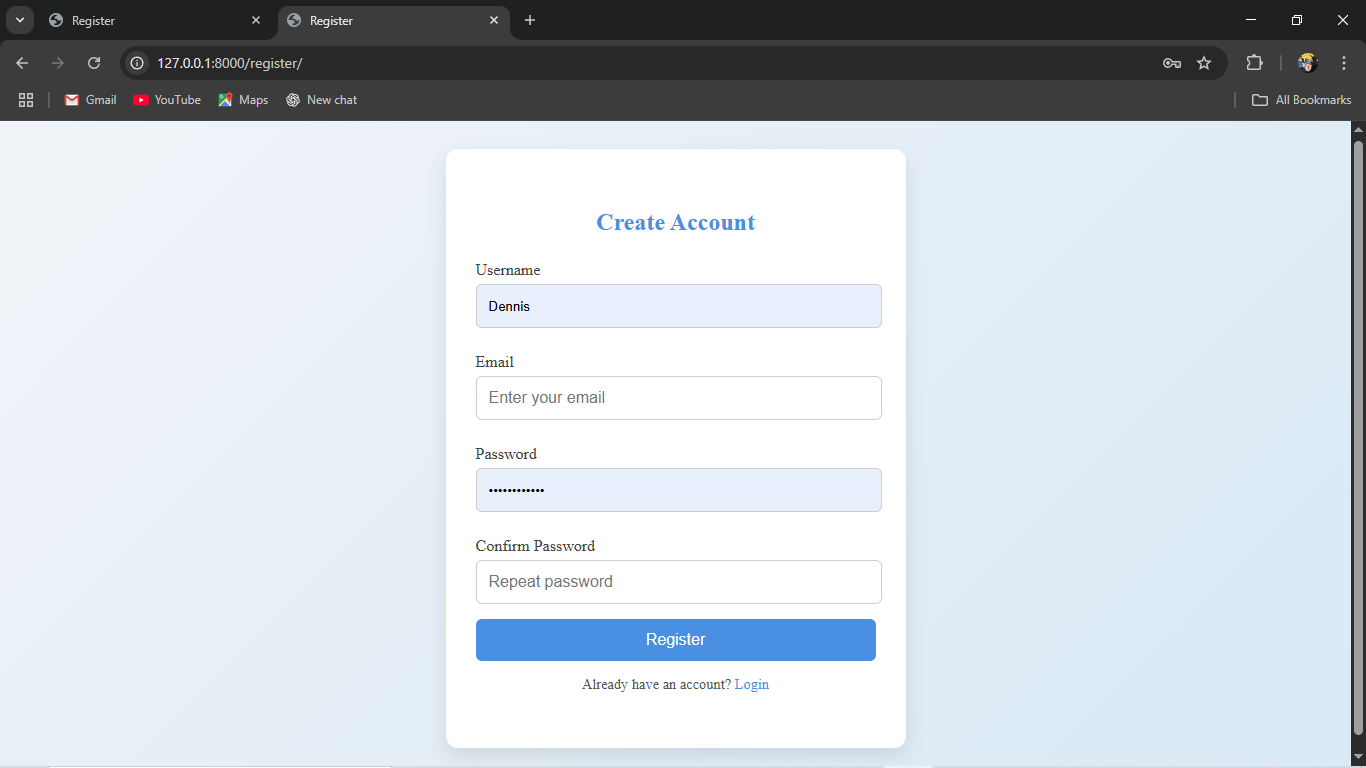 Register
Register
127.0.0.1:8000/register/
Gmail
YouTube
Maps
New chat
All Bookmarks
Create Account
Username
Dennis
Email
Enter your email
Password
••••••••••••
Confirm Password
Repeat password
Register
Already have an account? Login